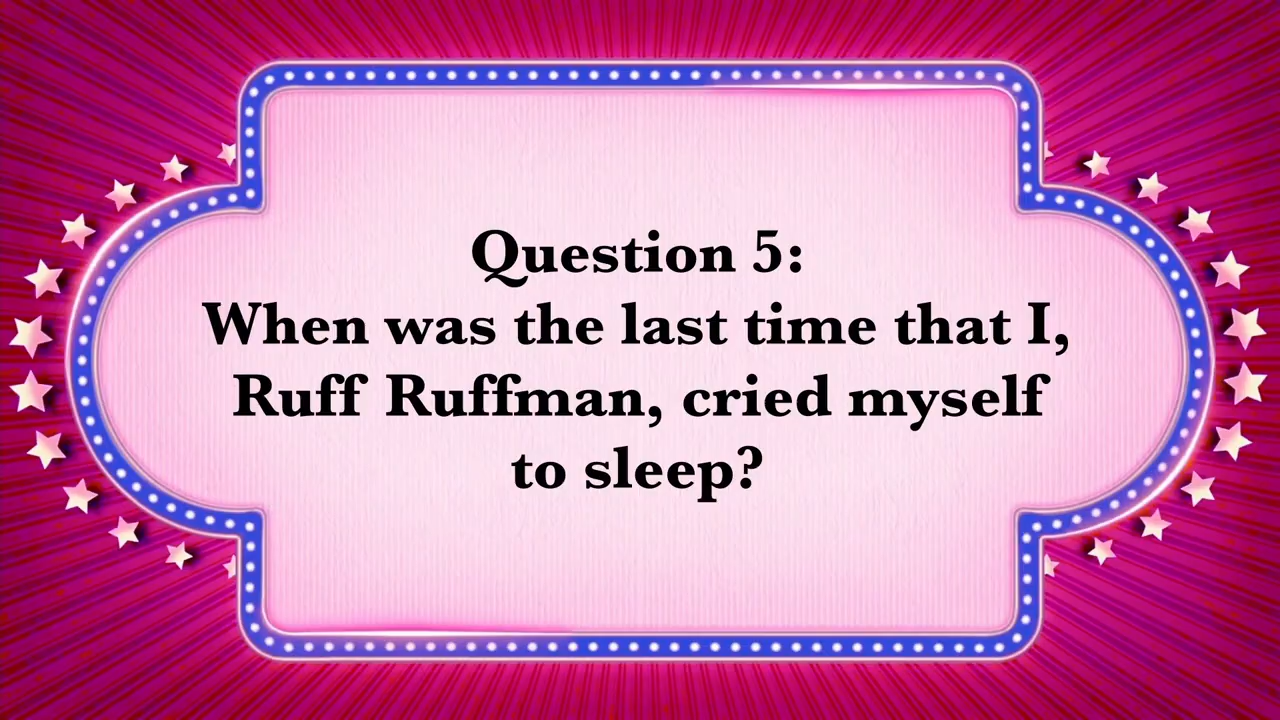 Question 5:
When was the last time that I,
Ruff Ruffman, cried myself
to sleep?